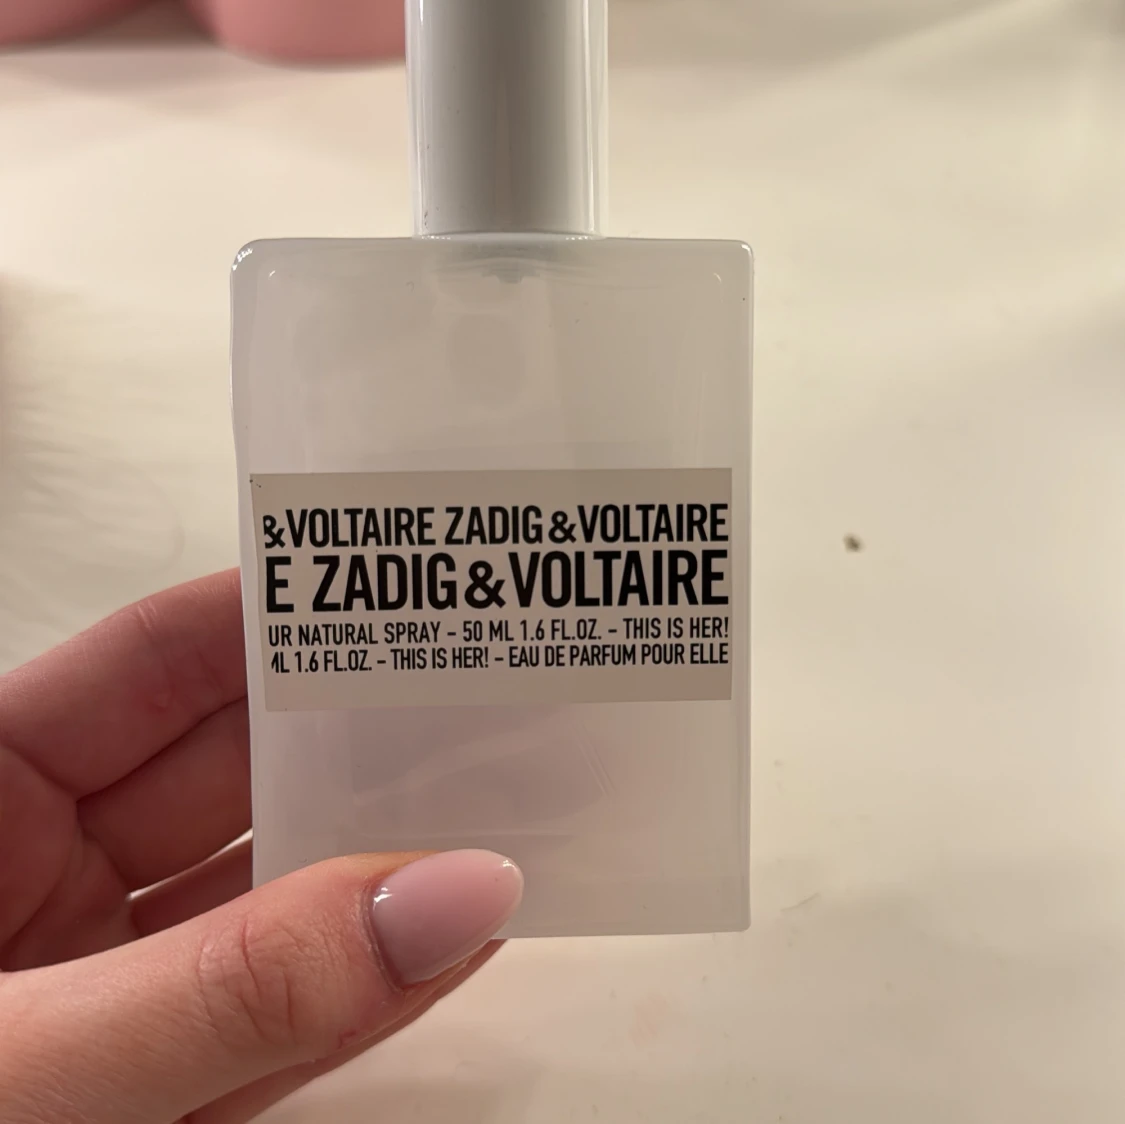 &VOLTAIRE ZADIG&VOLTAIRE
E ZADIG&VOLTAIRE
UR NATURAL SPRAY – 50 ML 1.6 FL.OZ. – THIS IS HER!
ML 1.6 FL.OZ. – THIS IS HER! – EAU DE PARFUM POUR ELLE